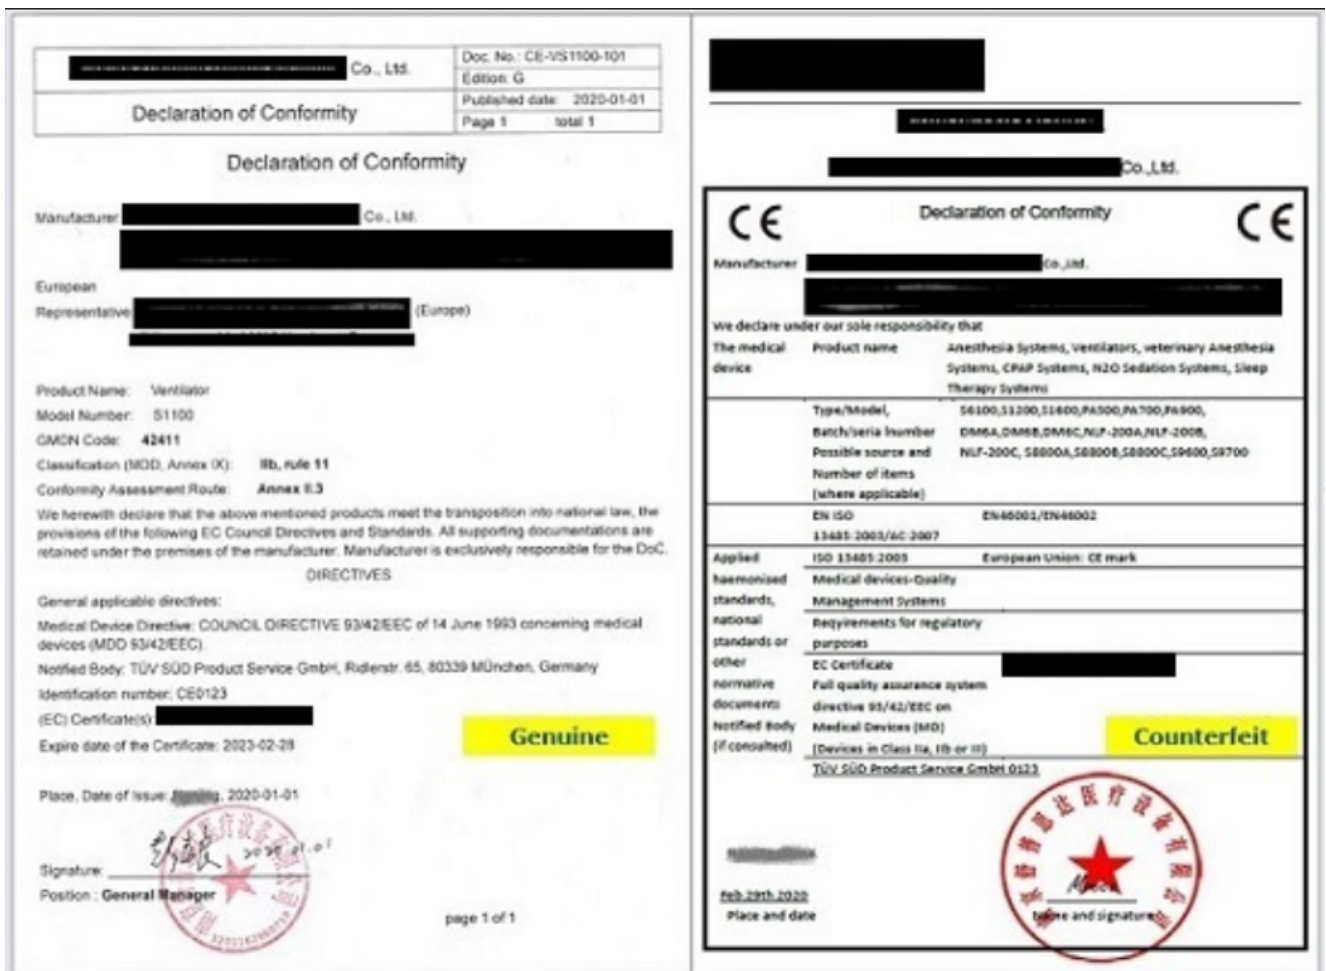 Co., Ltd.
Doc. No.: CE-VS1100-101
Edition: G
Declaration of Conformity
Published date: 2020-01-01
Page 1 total 1
Declaration of Conformity
Manufacturer Co., Ltd.
European
Representative (Europe)
Product Name: Ventilator
Model Number: S1100
GMDN Code: 42411
Classification (MDD, Annex IX): IIb, rule 11
Conformity Assessment Route: Annex II.3
We herewith declare that the above mentioned products meet the transposition into national law, the
provisions of the following EC Council Directives and Standards. All supporting documentations are
retained under the premises of the manufacturer. Manufacturer is exclusively responsible for the DoC.
DIRECTIVES
General applicable directives:
Medical Device Directive: COUNCIL DIRECTIVE 93/42/EEC of 14 June 1993 concerning medical
devices (MDD 93/42/EEC).
Notified Body: TÜV SÜD Product Service GmbH, Ridlerstr. 65, 80339 MÜnchen, Germany
Identification number: CE0123
(EC) Certificate(s)
Expire date of the Certificate: 2023-02-28
Genuine
Place, Date of Issue: , 2020-01-01
2020.01.01
Signature:
Position : General Manager
page 1 of 1
Co.,Ltd.
CE Declaration of Conformity CE
Manufacturer Co.,Ltd.
We declare under our sole responsibility that
The medical Product name Anesthesia Systems, Ventilators, veterinary Anesthesia
device Systems, CPAP Systems, N2O Sedation Systems, Sleep
Therapy Systems
Type/Model, S6100,S1200,S1600,PA500,PA700,PA900,
Batch/seria lnumber DM6A,DM6B,DM6C,NLF-200A,NLF-200B,
Possible source and NLF-200C, S8800A,S8800B,S8800C,S9600,S9700
Number of items
(where applicable)
EN ISO EN46001/EN46002
13485:2003/AC:2007
Applied ISO 13485:2003 European Union: CE mark
haemonised Medical devices-Quality
standards, Management Systems
national Reqyirements for regulatory
standards or purposes
other EC Certificate
normative Full quality assurance system
documents directive 93/42/EEC on
Notified Body Medical Devices (MD)
(if consulted) (Devices in Class IIa, IIb or III)
Counterfeit
TÜV SÜD Product Service GmbH 0123
思达医疗设备有限公司
Feb.29th.2020
Place and date name and signature